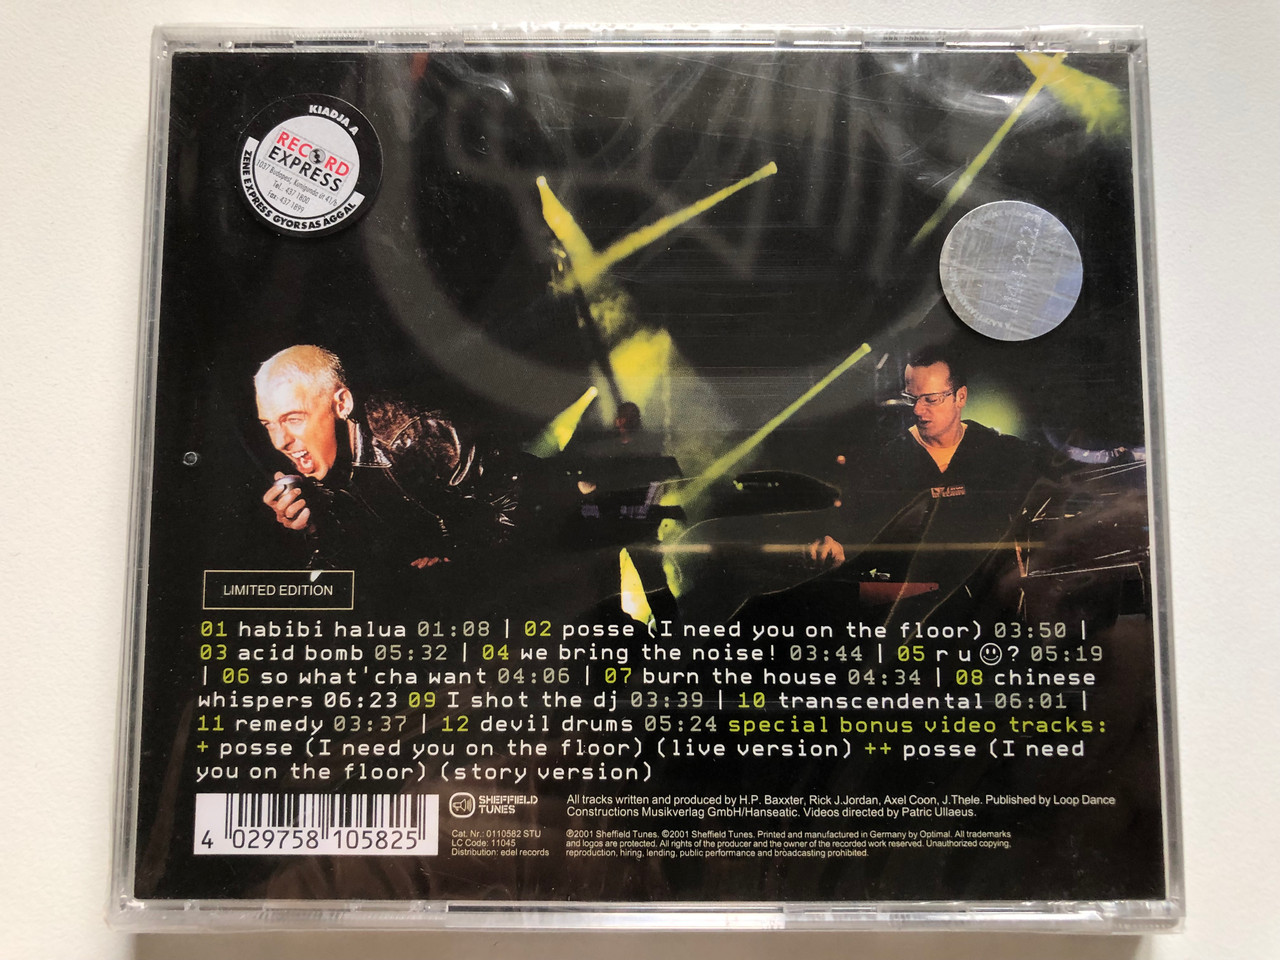 KIADJA A
RECORD
EXPRESS
1037 Budapest, Kunigunda út 41/b
Tel.: 437 1800
Fax: 437 1899
ZENE EXPRESS GYORSASÁGGAL
LIMITED EDITION
01 habibi halua 01:08 | 02 posse (I need you on the floor) 03:50 |
03 acid bomb 05:32 | 04 we bring the noise! 03:44 | 05 r u ☺? 05:19
| 06 so what'cha want 04:06 | 07 burn the house 04:34 | 08 chinese
whispers 06:23 09 I shot the dj 03:39 | 10 transcendental 06:01 |
11 remedy 03:37 | 12 devil drums 05:24 special bonus video tracks:
+ posse (I need you on the floor) (live version) ++ posse (I need
you on the floor) (story version)
4 029758 105825
SHEFFIELD
TUNES
Cat. Nr.: 0110582 STU
LC Code: 11045
Distribution: edel records
All tracks written and produced by H.P. Baxxter, Rick J.Jordan, Axel Coon, J.Thele. Published by Loop Dance
Constructions Musikverlag GmbH/Hanseatic. Videos directed by Patric Ullaeus.
℗2001 Sheffield Tunes. ©2001 Sheffield Tunes. Printed and manufactured in Germany by Optimal. All trademarks
and logos are protected. All rights of the producer and the owner of the recorded work reserved. Unauthorized copying,
reproduction, hiring, lending, public performance and broadcasting prohibited.